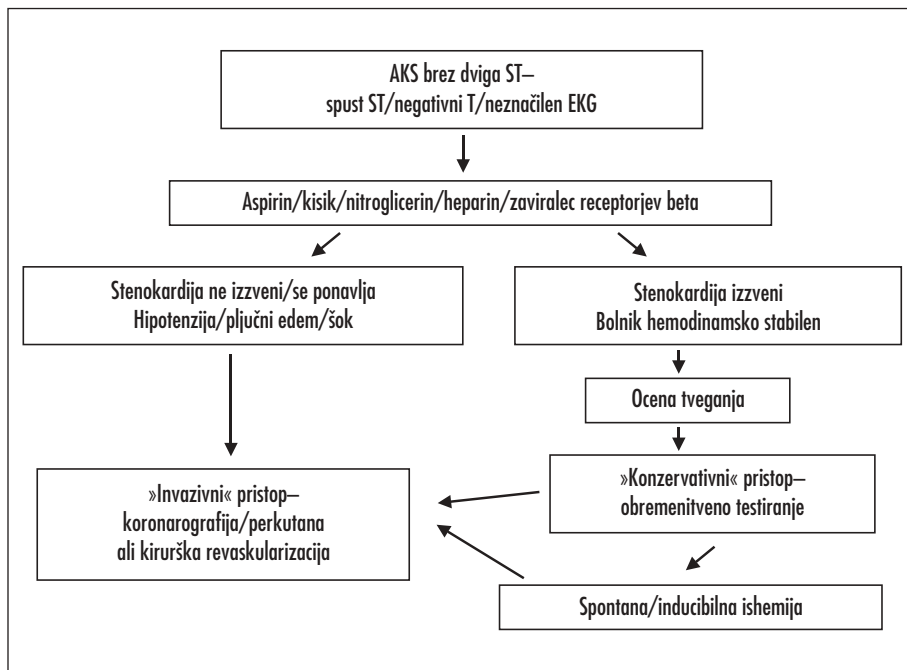 AKS brez dviga ST–
spust ST/negativni T/neznačilen EKG
Aspirin/kisik/nitroglicerin/heparin/zaviralec receptorjev beta
Stenokardija ne izzveni/se ponavlja
Hipotenzija/pljučni edem/šok
Stenokardija izzveni
Bolnik hemodinamsko stabilen
Ocena tveganja
»Invazivni« pristop–
koronarografija/perkutana
ali kirurška revaskularizacija
»Konzervativni« pristop–
obremenitveno testiranje
Spontana/inducibilna ishemija